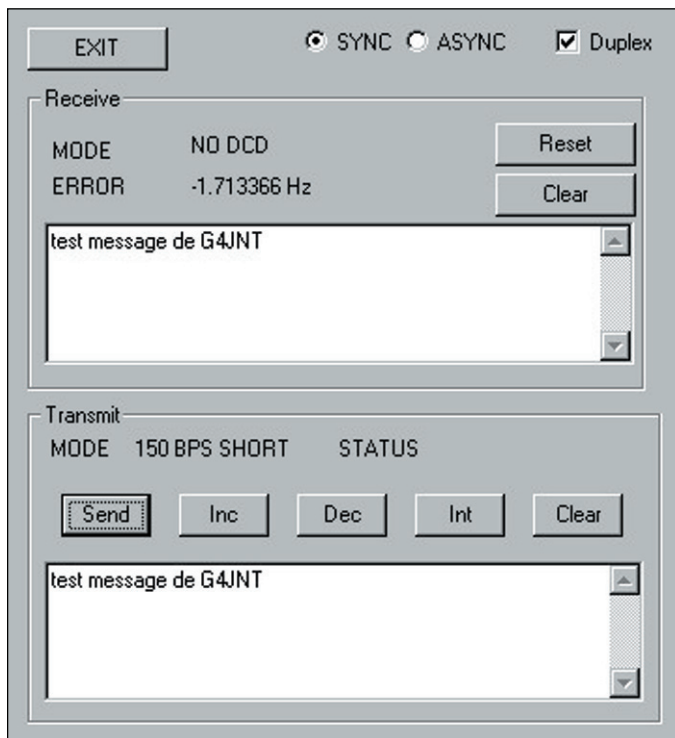 EXIT SYNC ASYNC Duplex
Receive
MODE NO DCD Reset
ERROR -1.713366 Hz Clear
test message de G4JNT
Transmit
MODE 150 BPS SHORT STATUS
Send Inc Dec Int Clear
test message de G4JNT